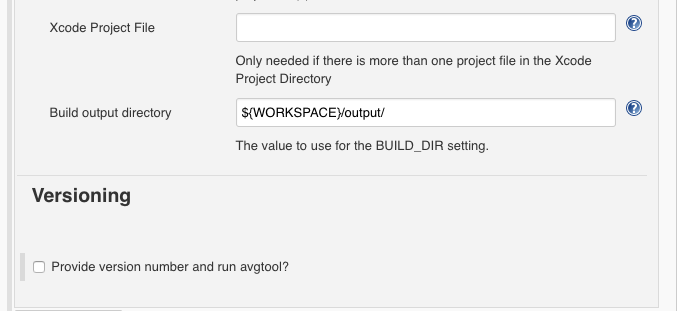 Xcode Project File
Only needed if there is more than one project file in the Xcode
Project Directory
Build output directory
${WORKSPACE}/output/
The value to use for the BUILD_DIR setting.
Versioning
Provide version number and run avgtool?